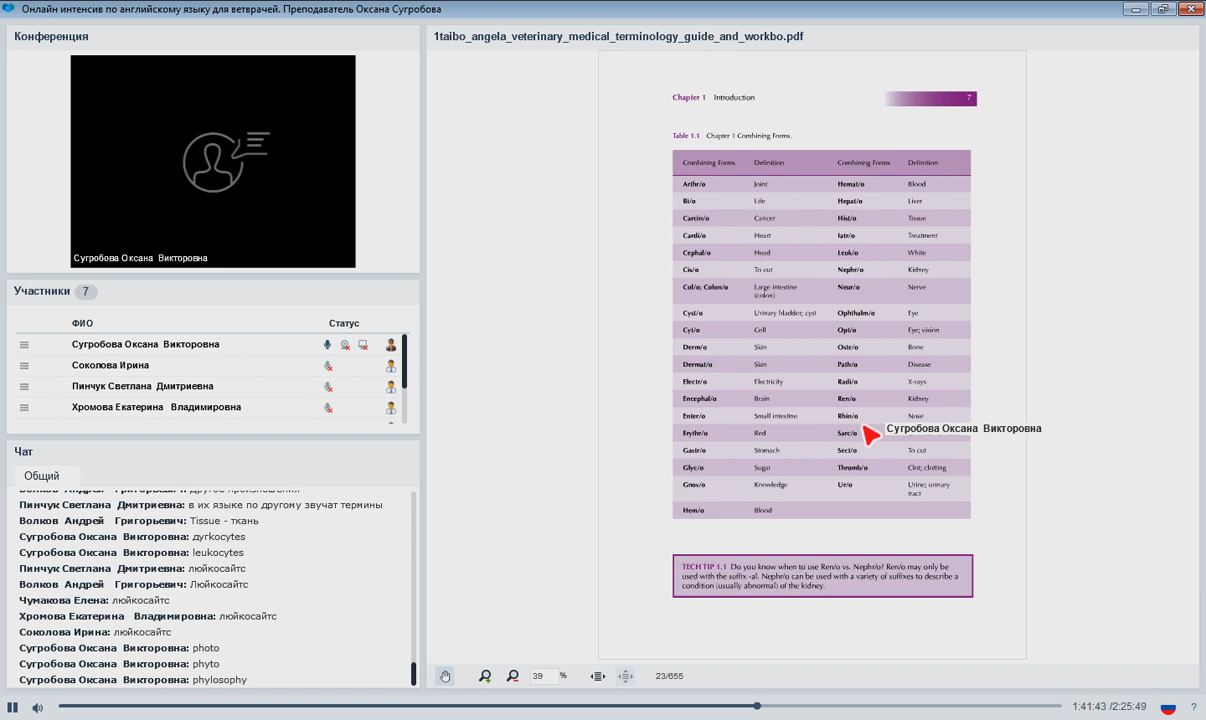 Онлайн интенсив по английскому языку для ветврачей. Преподаватель Оксана Сугробова
Конференция
Сугробова Оксана Викторовна
Участники 7
ФИО Статус
Сугробова Оксана Викторовна
Соколова Ирина
Пинчук Светлана Дмитриевна
Хромова Екатерина Владимировна
Чат
Общий
Пинчук Светлана Дмитриевна: в их языке по другому звучат термины
Волков Андрей Григорьевич: Tissue - ткань
Сугробова Оксана Викторовна: дуrkocytes
Сугробова Оксана Викторовна: leukocytes
Пинчук Светлана Дмитриевна: люйкосайтс
Волков Андрей Григорьевич: Люйкосайтс
Чумакова Елена: люйкосайтс
Хромова Екатерина Владимировна: люйкосайтс
Соколова Ирина: люйкосайтс
Сугробова Оксана Викторовна: photo
Сугробова Оксана Викторовна: phyto
Сугробова Оксана Викторовна: phylosophy
1taibo_angela_veterinary_medical_terminology_guide_and_workbo.pdf
Chapter 1 Introduction 7
Table 1.1 Chapter 1 Combining Forms.
Combining Forms Definition Combining Forms Definition
Arthr/o Joint Hemat/o Blood
Bi/o Life Hepat/o Liver
Carcin/o Cancer Hist/o Tissue
Cardi/o Heart Iatr/o Treatment
Cephal/o Head Leuk/o White
Cis/o To cut Nephr/o Kidney
Col/o; Colon/o Large intestine (colon) Neur/o Nerve
Cyst/o Urinary bladder; cyst Ophthalm/o Eye
Cyt/o Cell Opt/o Eye; vision
Derm/o Skin Oste/o Bone
Dermat/o Skin Path/o Disease
Electr/o Electricity Radi/o X-rays
Encephal/o Brain Ren/o Kidney
Enter/o Small intestine Rhin/o Nose
Erythr/o Red Sarc/o
Сугробова Оксана Викторовна
Gastr/o Stomach Sect/o To cut
Glyc/o Sugar Thromb/o Clot; clotting
Gnos/o Knowledge Ur/o Urine; urinary tract
Hem/o Blood
TECH TIP 1.1 Do you know when to use Ren/o vs. Nephr/o? Ren/o may only be
used with the suffix -al. Nephr/o can be used with a variety of suffixes to describe a
condition (usually abnormal) of the kidney.
39 % 23/655
1:41:43 /2:25:49 ?